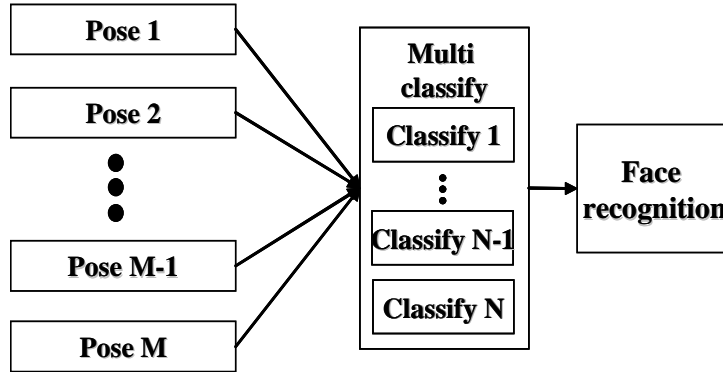 Pose 1
Pose 2
Pose M-1
Pose M
Multi
classify
Classify 1
Classify N-1
Classify N
Face
recognition